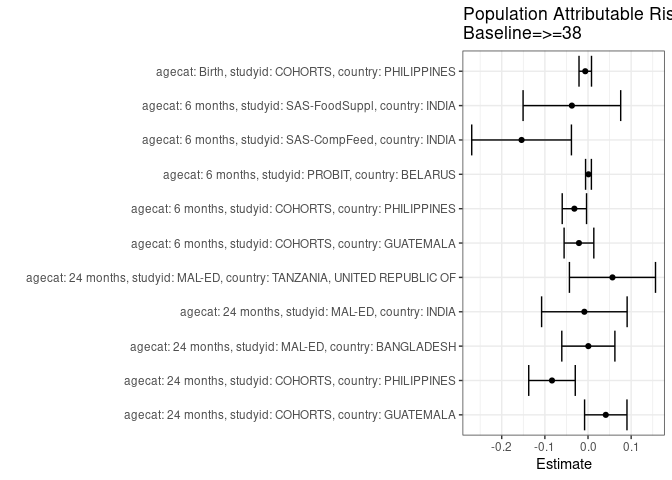 Population Attributable Ris
Baseline=>=38
agecat: Birth, studyid: COHORTS, country: PHILIPPINES
agecat: 6 months, studyid: SAS-FoodSuppl, country: INDIA
agecat: 6 months, studyid: SAS-CompFeed, country: INDIA
agecat: 6 months, studyid: PROBIT, country: BELARUS
agecat: 6 months, studyid: COHORTS, country: PHILIPPINES
agecat: 6 months, studyid: COHORTS, country: GUATEMALA
agecat: 24 months, studyid: MAL-ED, country: TANZANIA, UNITED REPUBLIC OF
agecat: 24 months, studyid: MAL-ED, country: INDIA
agecat: 24 months, studyid: MAL-ED, country: BANGLADESH
agecat: 24 months, studyid: COHORTS, country: PHILIPPINES
agecat: 24 months, studyid: COHORTS, country: GUATEMALA
-0.2 -0.1 0.0 0.1
Estimate